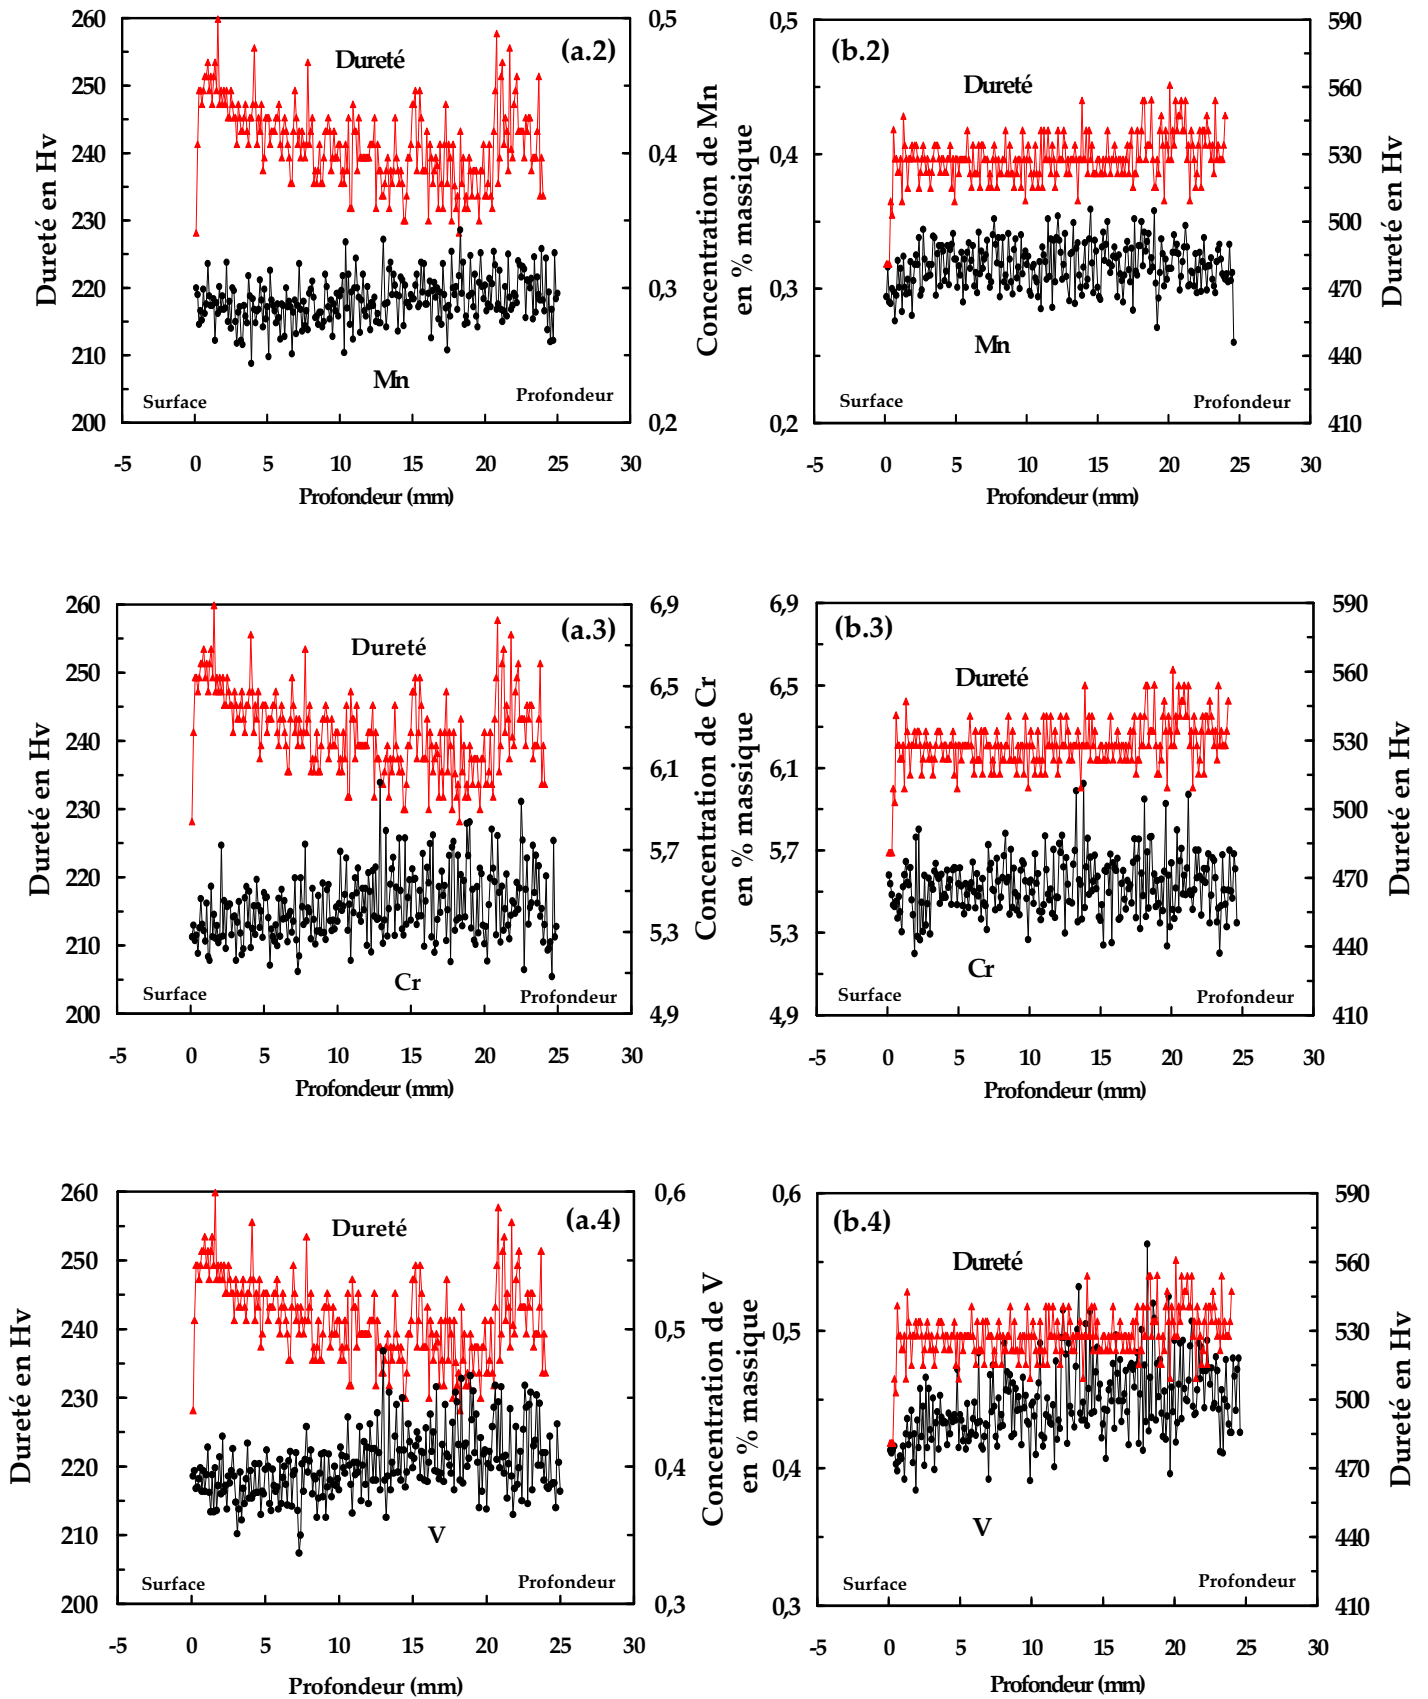 260
250
240
230
220
210
200
Dureté en Hv
Dureté
(a.2)
Mn
Surface
Profondeur
0,5
0,4
0,3
0,2
Concentration de Mn
en % massique
-5 0 5 10 15 20 25 30
Profondeur (mm)
0,5
0,4
0,3
0,2
(b.2)
Dureté
Mn
Surface
Profondeur
590
560
530
500
470
440
410
Dureté en Hv
-5 0 5 10 15 20 25 30
Profondeur (mm)
260
250
240
230
220
210
200
Dureté en Hv
Dureté
(a.3)
Cr
Surface
Profondeur
6,9
6,5
6,1
5,7
5,3
4,9
Concentration de Cr
en % massique
-5 0 5 10 15 20 25 30
Profondeur (mm)
6,9
6,5
6,1
5,7
5,3
4,9
(b.3)
Dureté
Cr
Surface
Profondeur
590
560
530
500
470
440
410
Dureté en Hv
-5 0 5 10 15 20 25 30
Profondeur (mm)
260
250
240
230
220
210
200
Dureté en Hv
Dureté
(a.4)
V
Surface
Profondeur
0,6
0,5
0,4
0,3
Concentration de V
en % massique
-5 0 5 10 15 20 25 30
Profondeur (mm)
0,6
0,5
0,4
0,3
(b.4)
Dureté
V
Surface
Profondeur
590
560
530
500
470
440
410
Dureté en Hv
-5 0 5 10 15 20 25 30
Profondeur (mm)